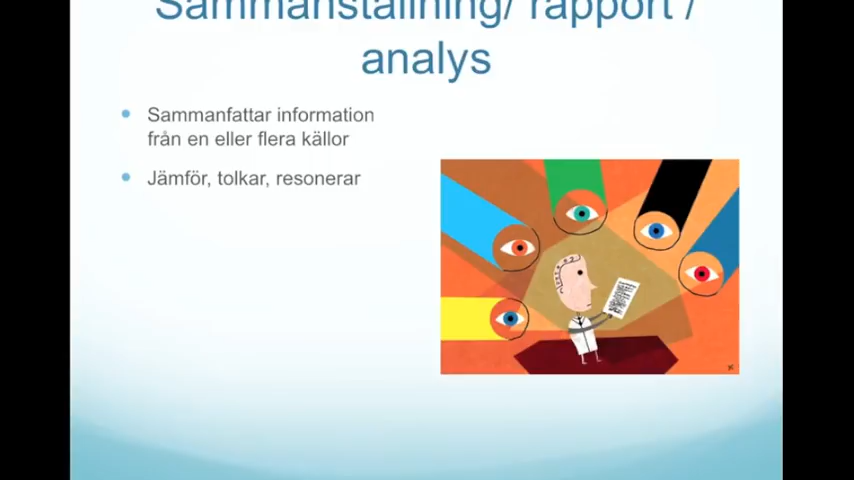 Sammanställning/ rapport /
analys
Sammanfattar information
från en eller flera källor
Jämför, tolkar, resonerar